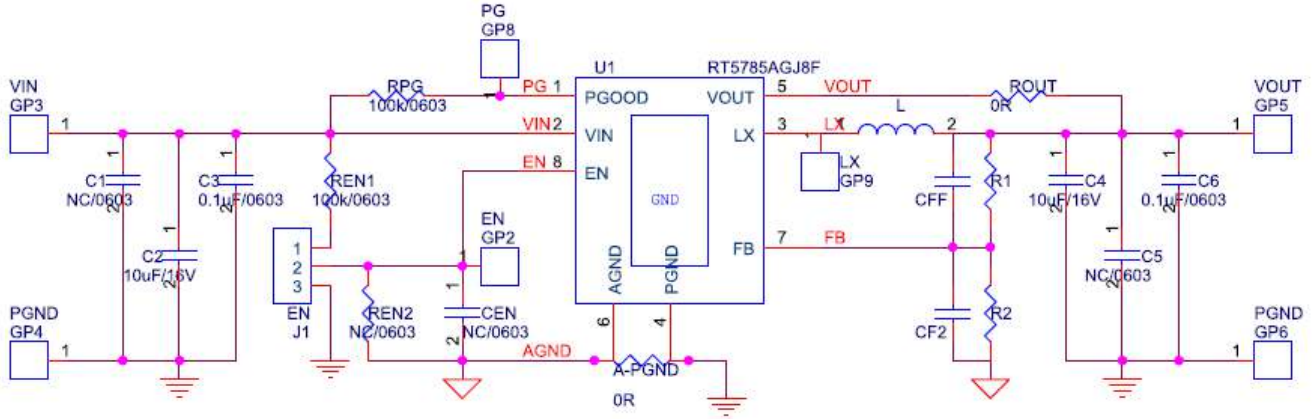 PG
GP8
U1
RT5785AGJ8F
VIN
GP3
RPG
100k/0603
1
PG 1
PGOOD
VOUT
5
VOUT
ROUT
0R
L
VOUT
GP5
1
VIN 2
VIN
LX
3
LX
1
2
1
1
LX
GP9
EN 8
EN
GND
1
C1
NC/0603
2
1
C3
0.1uF/0603
2
REN1
100k/0603
CFF
R1
1
C4
10uF/16V
2
1
C6
0.1uF/0603
2
EN
GP2
1
1
C2
10uF/16V
2
1
2
3
EN
J1
FB
7
FB
1
C5
NC/0603
2
AGND
PGND
REN2
NC/0603
1
CEN
NC/0603
2
CF2
R2
PGND
GP4
1
6
4
PGND
GP6
1
AGND
A-PGND
0R